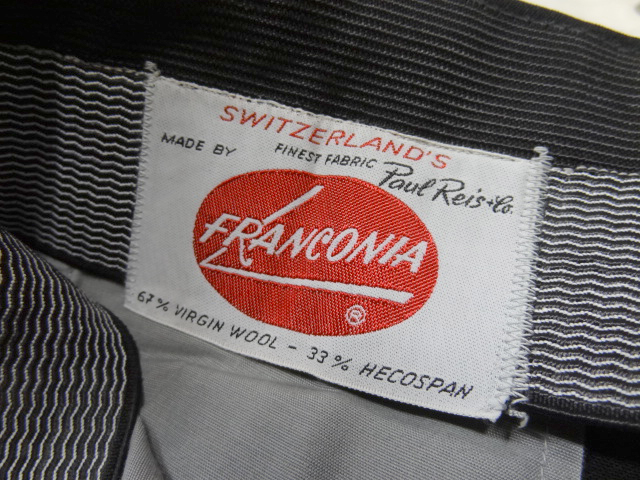 SWITZERLAND'S
FINEST FABRIC
MADE BY Paul Reis+Co.
FRANCONIA
®
67% VIRGIN WOOL - 33% HECOSPAN